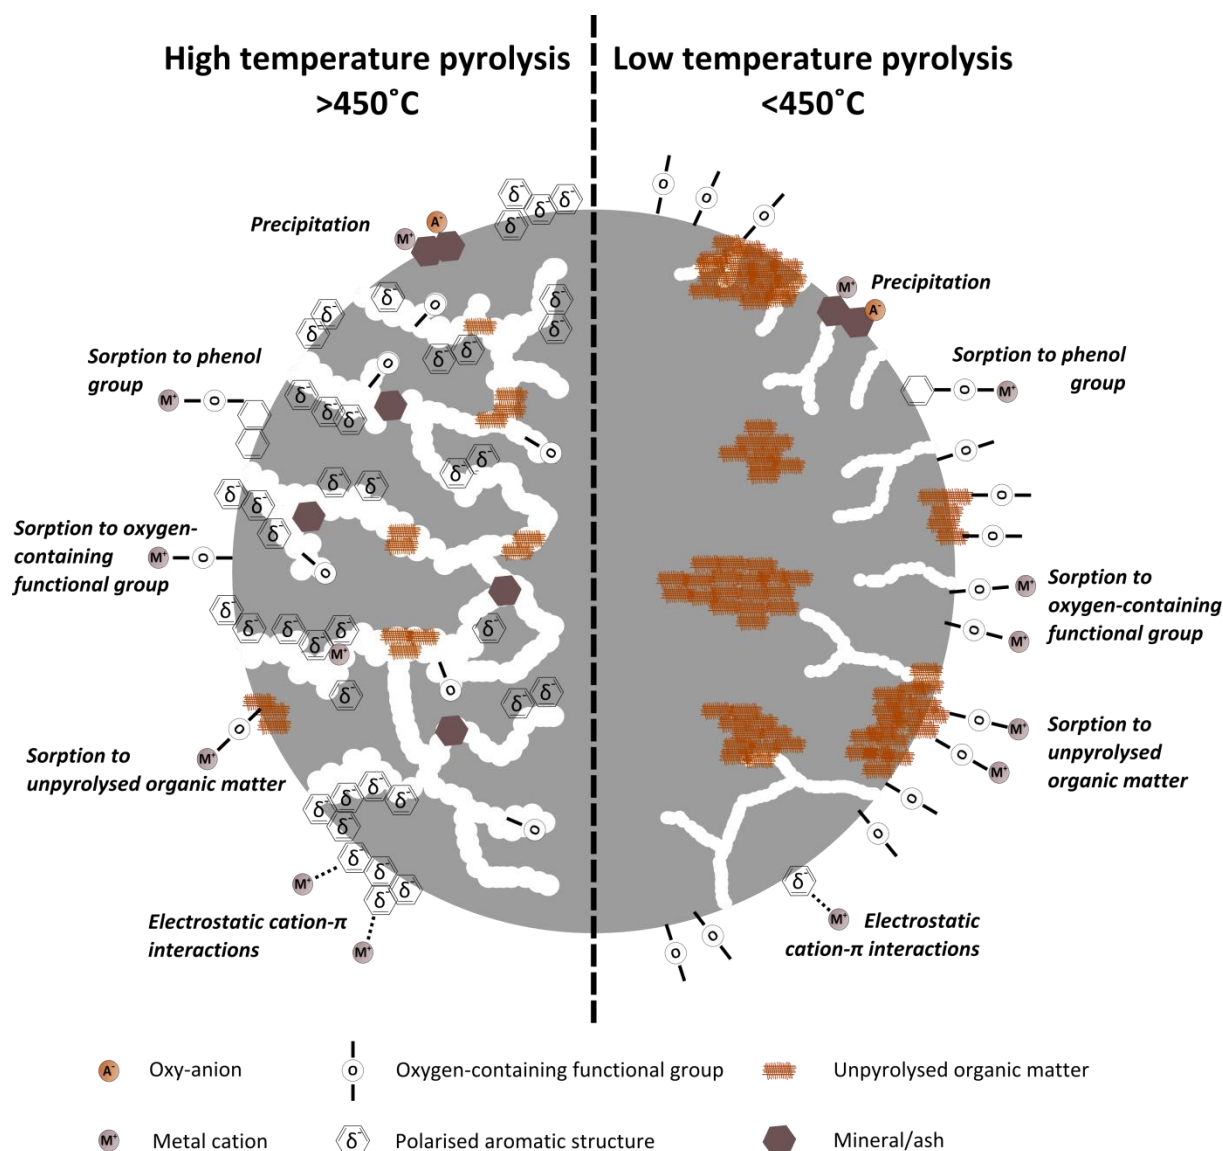 High temperature pyrolysis
>450˚C
Low temperature pyrolysis
<450˚C
Precipitation
M⁺
A⁻
δ⁻
δ⁻
δ⁻
δ⁻
Sorption to phenol
group
M⁺
O
Sorption to oxygen-
containing
functional group
M⁺
O
Sorption to
unpyrolysed organic matter
M⁺
O
Electrostatic cation-π
interactions
M⁺
M⁺
Precipitation
M⁺
A⁻
Sorption to phenol
group
O
M⁺
Sorption to
oxygen-containing
functional group
O
M⁺
O
M⁺
Sorption to
unpyrolysed
organic matter
O
M⁺
O
M⁺
Electrostatic
cation-π interactions
δ⁻
M⁺
A⁻ Oxy-anion
O Oxygen-containing functional group
Unpyrolysed organic matter
M⁺ Metal cation
δ⁻ Polarised aromatic structure
Mineral/ash